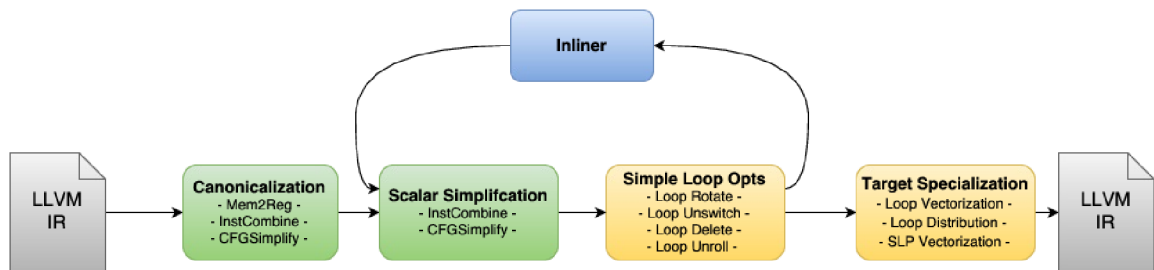 Inliner
LLVM
IR
Canonicalization
- Mem2Reg -
- InstCombine -
- CFGSimplify -
Scalar Simplifcation
- InstCombine -
- CFGSimplify -
Simple Loop Opts
- Loop Rotate -
- Loop Unswitch -
- Loop Delete -
- Loop Unroll -
Target Specialization
- Loop Vectorization -
- Loop Distribution -
- SLP Vectorization -
LLVM
IR